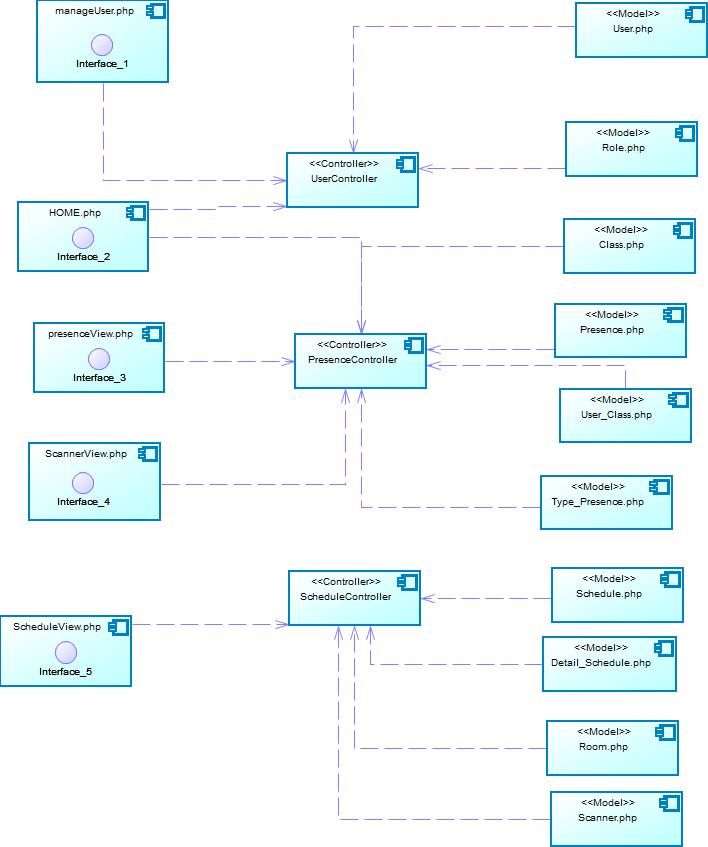 manageUser.php
Interface_1
<<Model>>
User.php
<<Controller>>
UserController
<<Model>>
Role.php
HOME.php
Interface_2
<<Model>>
Class.php
presenceView.php
Interface_3
<<Controller>>
PresenceController
<<Model>>
Presence.php
<<Model>>
User_Class.php
ScannerView.php
Interface_4
<<Model>>
Type_Presence.php
<<Controller>>
ScheduleController
<<Model>>
Schedule.php
ScheduleView.php
Interface_5
<<Model>>
Detail_Schedule.php
<<Model>>
Room.php
<<Model>>
Scanner.php